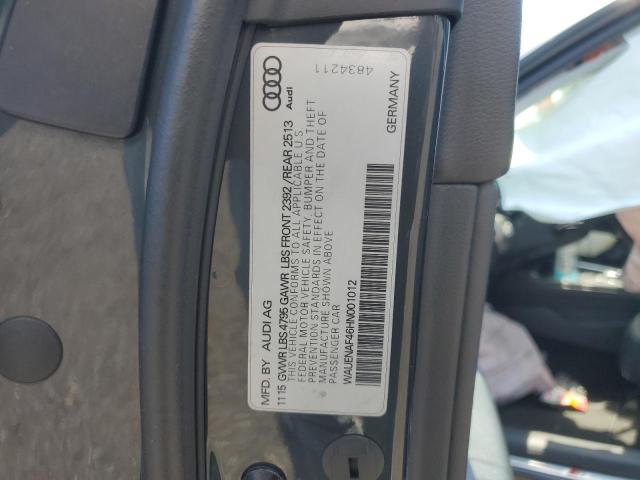 MFD. BY AUDI AG
11 15 GVWR LBS 4795 GAWR LBS FRONT 2392 /REAR 2513
THIS VEHICLE CONFORMS TO ALL APPLICABLE U.S.
FEDERAL MOTOR VEHICLE SAFETY, BUMPER AND THEFT
PREVENTION STANDARDS IN EFFECT ON THE DATE OF
MANUFACTURE SHOWN ABOVE
PASSENGER CAR
WAUENAF46HN001012
Audi
4834211
GERMANY